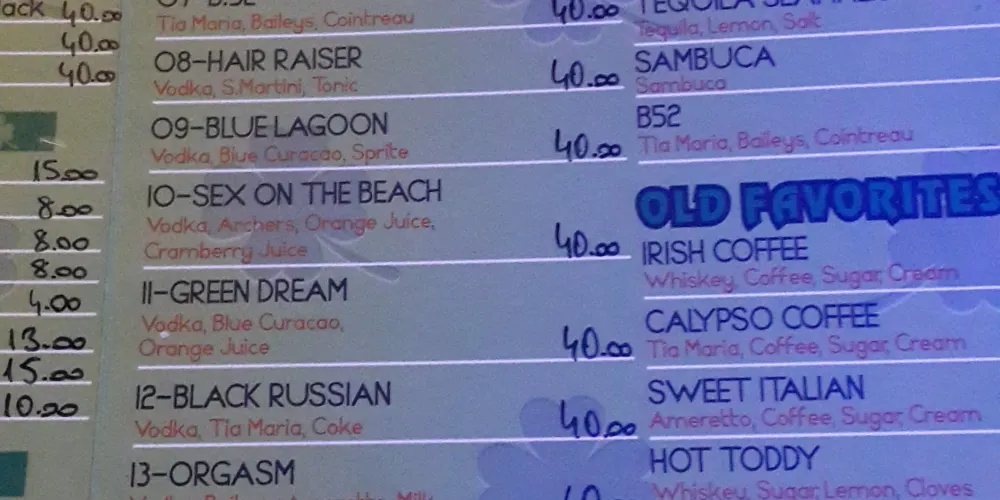 ack 40.00
40.00
40.00
15.00
8.00
8.00
8.00
4.00
13.00
15.00
10.00
Tia Maria, Baileys, Cointreau 40.00
08-HAIR RAISER
Vodka, S.Martini, Tonic 40.00
09-BLUE LAGOON
Vodka, Blue Curacao, Sprite 40.00
10-SEX ON THE BEACH
Vodka, Archers, Orange Juice,
Cramberry Juice 40.00
11-GREEN DREAM
Vodka, Blue Curacao,
Orange Juice 40.00
12-BLACK RUSSIAN
Vodka, Tia Maria, Coke 40.00
13-ORGASM
Tequila, Lemon, Salt
SAMBUCA
Sambuca
B52
Tia Maria, Baileys, Cointreau
OLD FAVORITES
IRISH COFFEE
Whiskey, Coffee, Sugar, Cream
CALYPSO COFFEE
Tia Maria, Coffee, Sugar, Cream
SWEET ITALIAN
Ameretto, Coffee, Sugar, Cream
HOT TODDY
Whiskey, Sugar, Lemon, Cloves